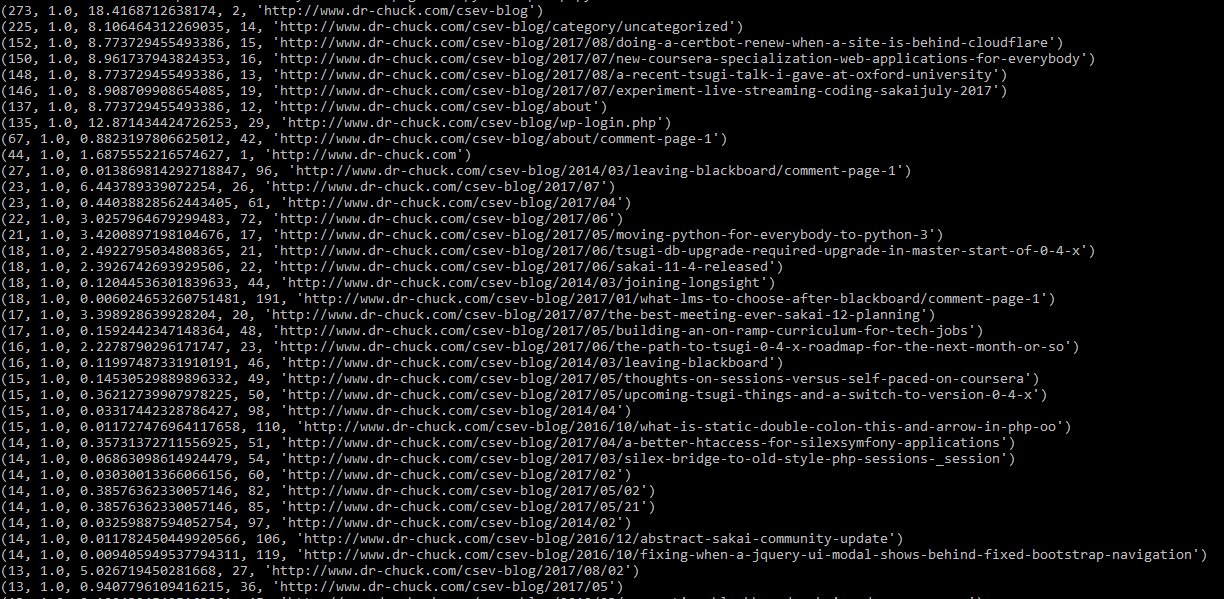 (273, 1.0, 18.4168712638174, 2, 'http://www.dr-chuck.com/csev-blog')
(225, 1.0, 8.106464312269035, 14, 'http://www.dr-chuck.com/csev-blog/category/uncategorized')
(152, 1.0, 8.773729455493386, 15, 'http://www.dr-chuck.com/csev-blog/2017/08/doing-a-certbot-renew-when-a-site-is-behind-cloudflare')
(150, 1.0, 8.961737943824353, 16, 'http://www.dr-chuck.com/csev-blog/2017/07/new-coursera-specialization-web-applications-for-everybody')
(148, 1.0, 8.773729455493386, 13, 'http://www.dr-chuck.com/csev-blog/2017/08/a-recent-tsugi-talk-i-gave-at-oxford-university')
(146, 1.0, 8.908709908654085, 19, 'http://www.dr-chuck.com/csev-blog/2017/07/experiment-live-streaming-coding-sakaijuly-2017')
(137, 1.0, 8.773729455493386, 12, 'http://www.dr-chuck.com/csev-blog/about')
(135, 1.0, 12.871434424726253, 29, 'http://www.dr-chuck.com/csev-blog/wp-login.php')
(67, 1.0, 0.8823197806625012, 42, 'http://www.dr-chuck.com/csev-blog/about/comment-page-1')
(44, 1.0, 1.6875552216574627, 1, 'http://www.dr-chuck.com')
(27, 1.0, 0.013869814292718847, 96, 'http://www.dr-chuck.com/csev-blog/2014/03/leaving-blackboard/comment-page-1')
(23, 1.0, 6.443789339072254, 26, 'http://www.dr-chuck.com/csev-blog/2017/07')
(23, 1.0, 0.44038828562443405, 61, 'http://www.dr-chuck.com/csev-blog/2017/04')
(22, 1.0, 3.0257964679299483, 72, 'http://www.dr-chuck.com/csev-blog/2017/06')
(21, 1.0, 3.4200897198104676, 17, 'http://www.dr-chuck.com/csev-blog/2017/05/moving-python-for-everybody-to-python-3')
(18, 1.0, 2.4922795034808365, 21, 'http://www.dr-chuck.com/csev-blog/2017/06/tsugi-db-upgrade-required-upgrade-in-master-start-of-0-4-x')
(18, 1.0, 2.3926742693929506, 22, 'http://www.dr-chuck.com/csev-blog/2017/06/sakai-11-4-released')
(18, 1.0, 0.12044536301839633, 44, 'http://www.dr-chuck.com/csev-blog/2014/03/joining-longsight')
(18, 1.0, 0.006024653260751481, 191, 'http://www.dr-chuck.com/csev-blog/2017/01/what-lms-to-choose-after-blackboard/comment-page-1')
(17, 1.0, 3.398928639928204, 20, 'http://www.dr-chuck.com/csev-blog/2017/07/the-best-meeting-ever-sakai-12-planning')
(17, 1.0, 0.1592442347148364, 48, 'http://www.dr-chuck.com/csev-blog/2017/05/building-an-on-ramp-curriculum-for-tech-jobs')
(16, 1.0, 2.2278790296171747, 23, 'http://www.dr-chuck.com/csev-blog/2017/06/the-path-to-tsugi-0-4-x-roadmap-for-the-next-month-or-so')
(16, 1.0, 0.11997487331910191, 46, 'http://www.dr-chuck.com/csev-blog/2014/03/leaving-blackboard')
(15, 1.0, 0.14530529889896332, 49, 'http://www.dr-chuck.com/csev-blog/2017/05/thoughts-on-sessions-versus-self-paced-on-coursera')
(15, 1.0, 0.36212739907978225, 50, 'http://www.dr-chuck.com/csev-blog/2017/05/upcoming-tsugi-things-and-a-switch-to-version-0-4-x')
(15, 1.0, 0.03317442328786427, 98, 'http://www.dr-chuck.com/csev-blog/2014/04')
(15, 1.0, 0.011727476964117658, 110, 'http://www.dr-chuck.com/csev-blog/2016/10/what-is-static-double-colon-this-and-arrow-in-php-oo')
(14, 1.0, 0.35731372711556925, 51, 'http://www.dr-chuck.com/csev-blog/2017/04/a-better-htaccess-for-silexsymfony-applications')
(14, 1.0, 0.06863098614924479, 54, 'http://www.dr-chuck.com/csev-blog/2017/03/silex-bridge-to-old-style-php-sessions-_session')
(14, 1.0, 0.03030013366066156, 60, 'http://www.dr-chuck.com/csev-blog/2017/02')
(14, 1.0, 0.38576362330057146, 82, 'http://www.dr-chuck.com/csev-blog/2017/05/02')
(14, 1.0, 0.38576362330057146, 85, 'http://www.dr-chuck.com/csev-blog/2017/05/21')
(14, 1.0, 0.03259887594052754, 97, 'http://www.dr-chuck.com/csev-blog/2014/02')
(14, 1.0, 0.011782450449920566, 106, 'http://www.dr-chuck.com/csev-blog/2016/12/abstract-sakai-community-update')
(14, 1.0, 0.009405949537794311, 119, 'http://www.dr-chuck.com/csev-blog/2016/10/fixing-when-a-jquery-ui-modal-shows-behind-fixed-bootstrap-navigation')
(13, 1.0, 5.026719450281668, 27, 'http://www.dr-chuck.com/csev-blog/2017/08/02')
(13, 1.0, 0.9407796109416215, 36, 'http://www.dr-chuck.com/csev-blog/2017/05')